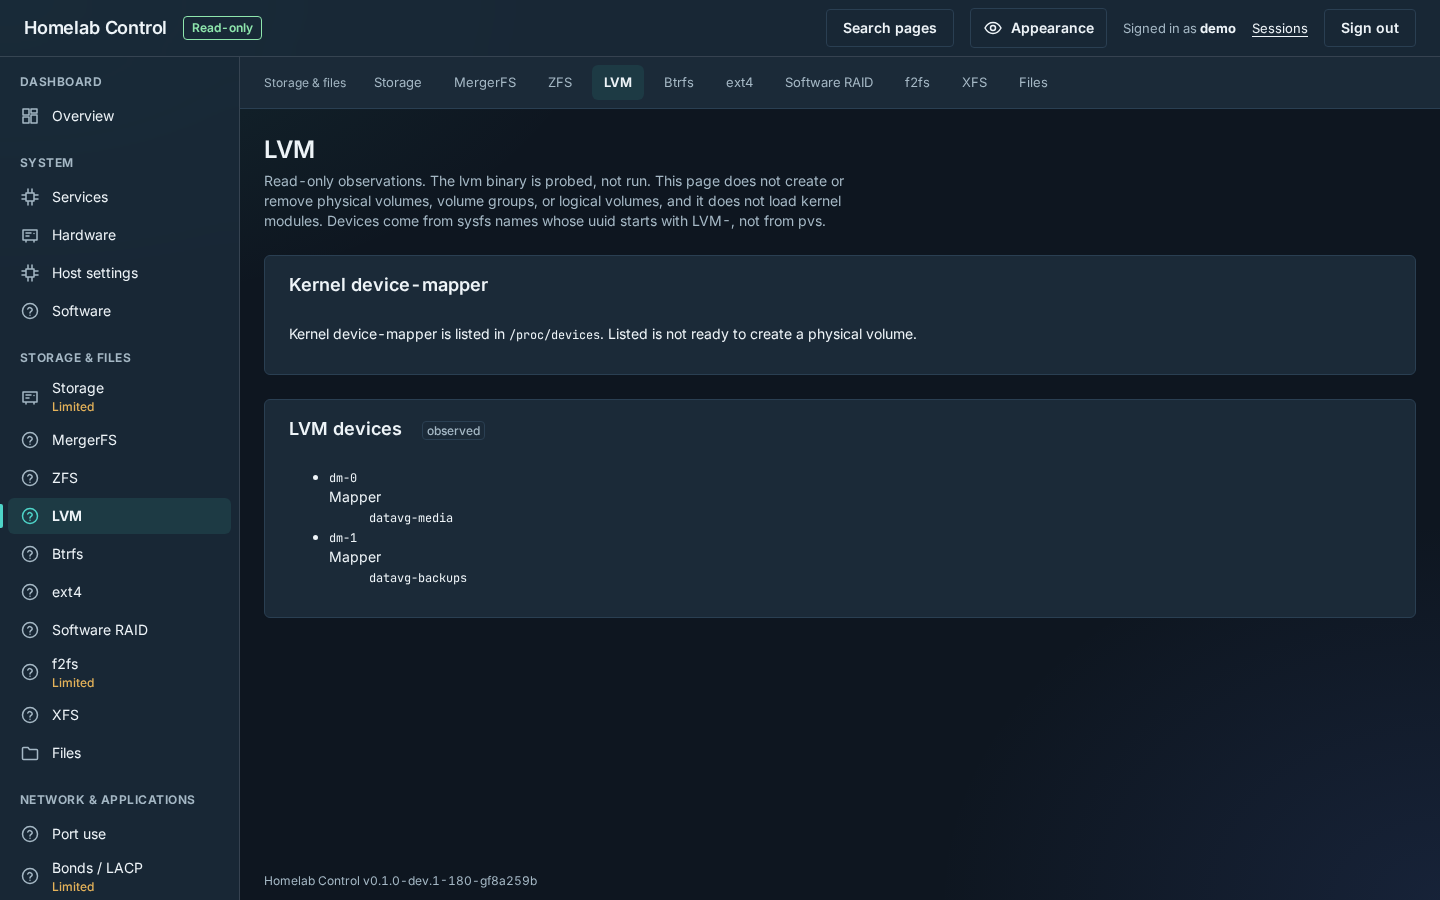 Homelab Control
Read-only
Search pages
Appearance
Signed in as demo
Sessions
Sign out
DASHBOARD
Overview
SYSTEM
Services
Hardware
Host settings
Software
STORAGE & FILES
Storage
Limited
MergerFS
ZFS
LVM
Btrfs
ext4
Software RAID
f2fs
Limited
XFS
Files
NETWORK & APPLICATIONS
Port use
Bonds / LACP
Limited
Storage & files
Storage
MergerFS
ZFS
LVM
Btrfs
ext4
Software RAID
f2fs
XFS
Files
LVM
Read-only observations. The lvm binary is probed, not run. This page does not create or
remove physical volumes, volume groups, or logical volumes, and it does not load kernel
modules. Devices come from sysfs names whose uuid starts with LVM-, not from pvs.
Kernel device-mapper
Kernel device-mapper is listed in /proc/devices. Listed is not ready to create a physical volume.
LVM devices
observed
dm-0
Mapper
datavg-media
dm-1
Mapper
datavg-backups
Homelab Control v0.1.0-dev.1-180-gf8a259b